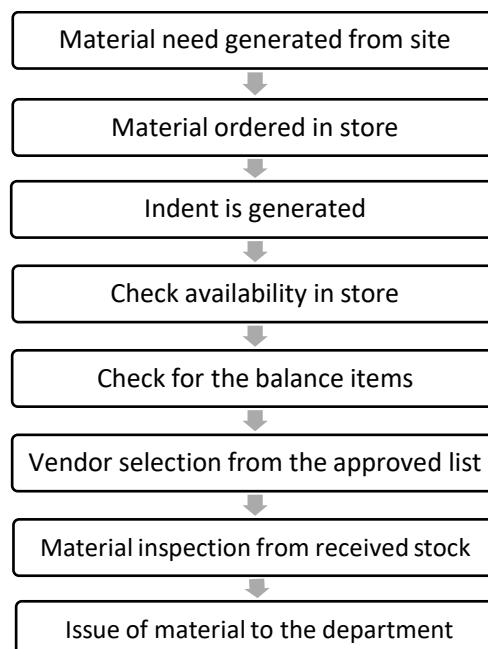 Material need generated from site
Material ordered in store
Indent is generated
Check availability in store
Check for the balance items
Vendor selection from the approved list
Material inspection from received stock
Issue of material to the department